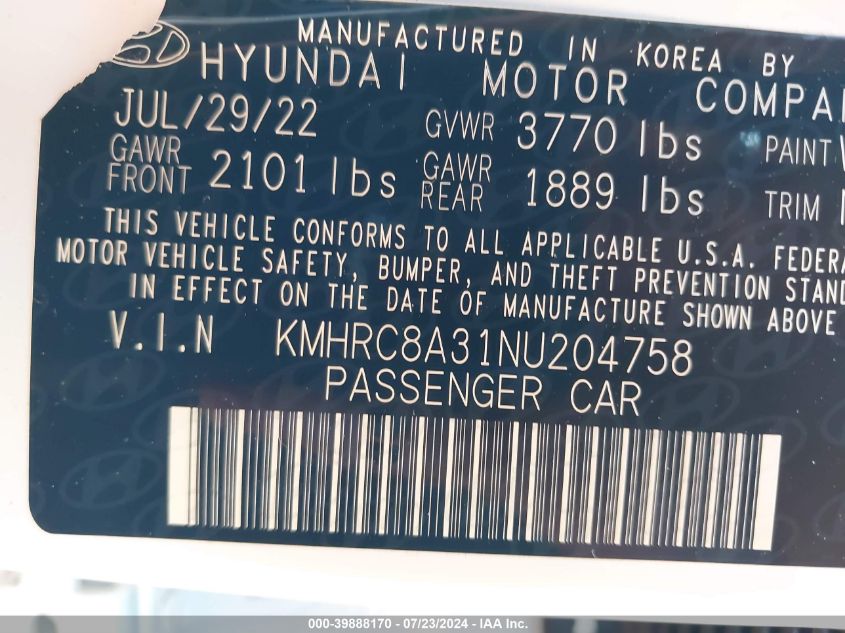 MANUFACTURED IN KOREA BY
HYUNDAI MOTOR COMPA
JUL/29/22 GVWR 3770 lbs PAINT
GAWR FRONT 2101 lbs GAWR REAR 1889 lbs TRIM
THIS VEHICLE CONFORMS TO ALL APPLICABLE U.S.A. FEDERA
MOTOR VEHICLE SAFETY, BUMPER, AND THEFT PREVENTION STAND
IN EFFECT ON THE DATE OF MANUFACTURE SHOWN ABOVE
V.I.N KMHRC8A31NU204758
PASSENGER CAR
000-39888170 - 07/23/2024 - IAA Inc.